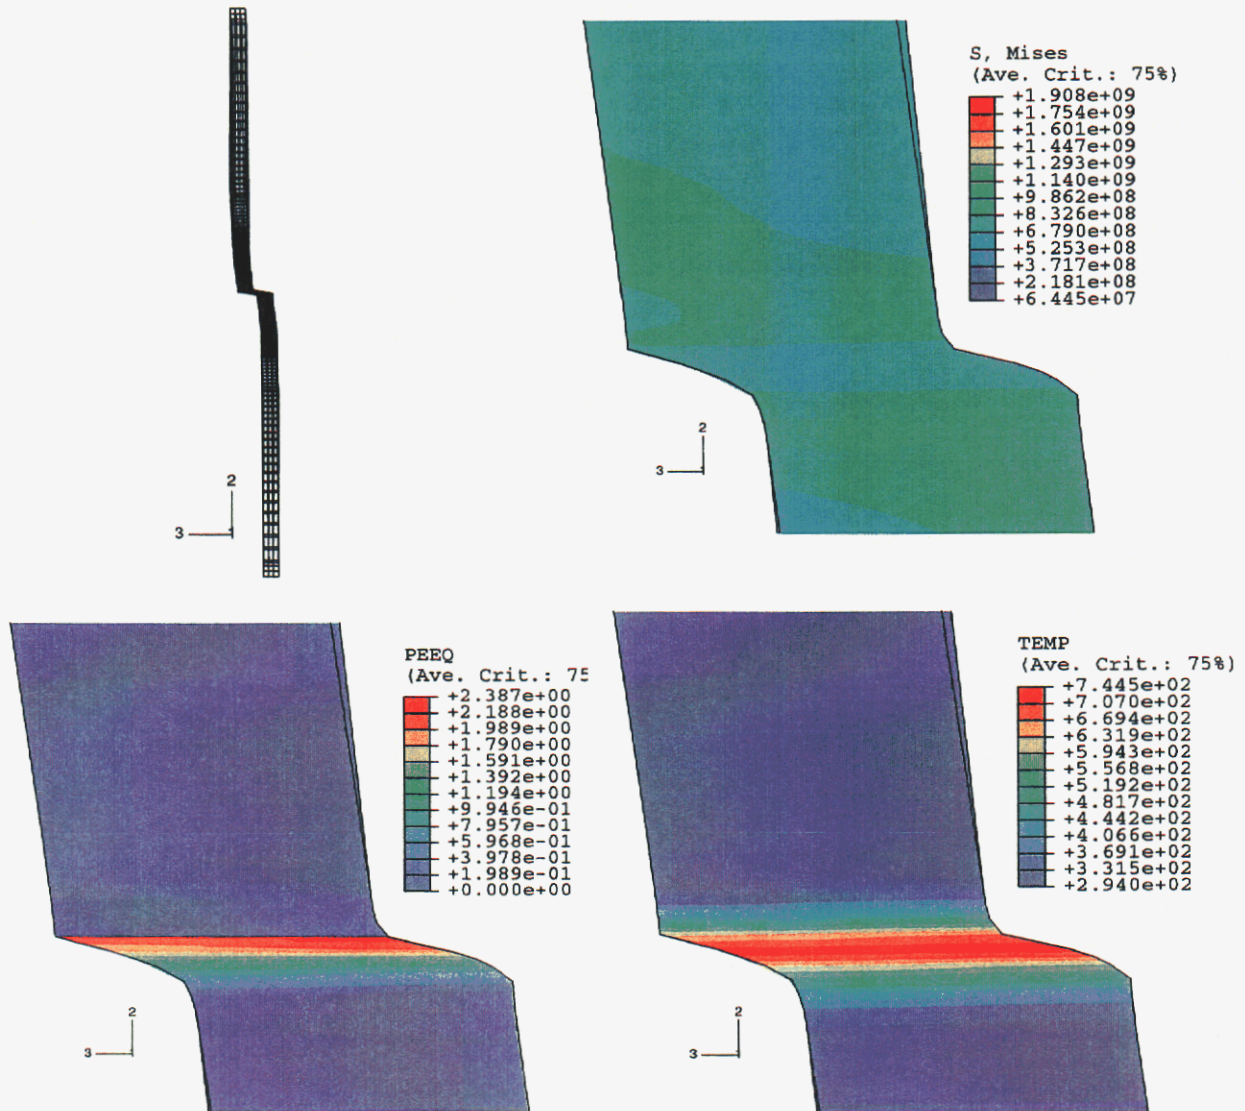 S, Mises
(Ave. Crit.: 75%)
+1.908e+09
+1.754e+09
+1.601e+09
+1.447e+09
+1.293e+09
+1.140e+09
+9.862e+08
+8.326e+08
+6.790e+08
+5.253e+08
+3.717e+08
+2.181e+08
+6.445e+07
2
3
1
2
3
PEEQ
(Ave. Crit.: 75
+2.387e+00
+2.188e+00
+1.989e+00
+1.790e+00
+1.591e+00
+1.392e+00
+1.194e+00
+9.946e-01
+7.957e-01
+5.968e-01
+3.978e-01
+1.989e-01
+0.000e+00
2
3
TEMP
(Ave. Crit.: 75%)
+7.445e+02
+7.070e+02
+6.694e+02
+6.319e+02
+5.943e+02
+5.568e+02
+5.192e+02
+4.817e+02
+4.442e+02
+4.066e+02
+3.691e+02
+3.315e+02
+2.940e+02
2
3